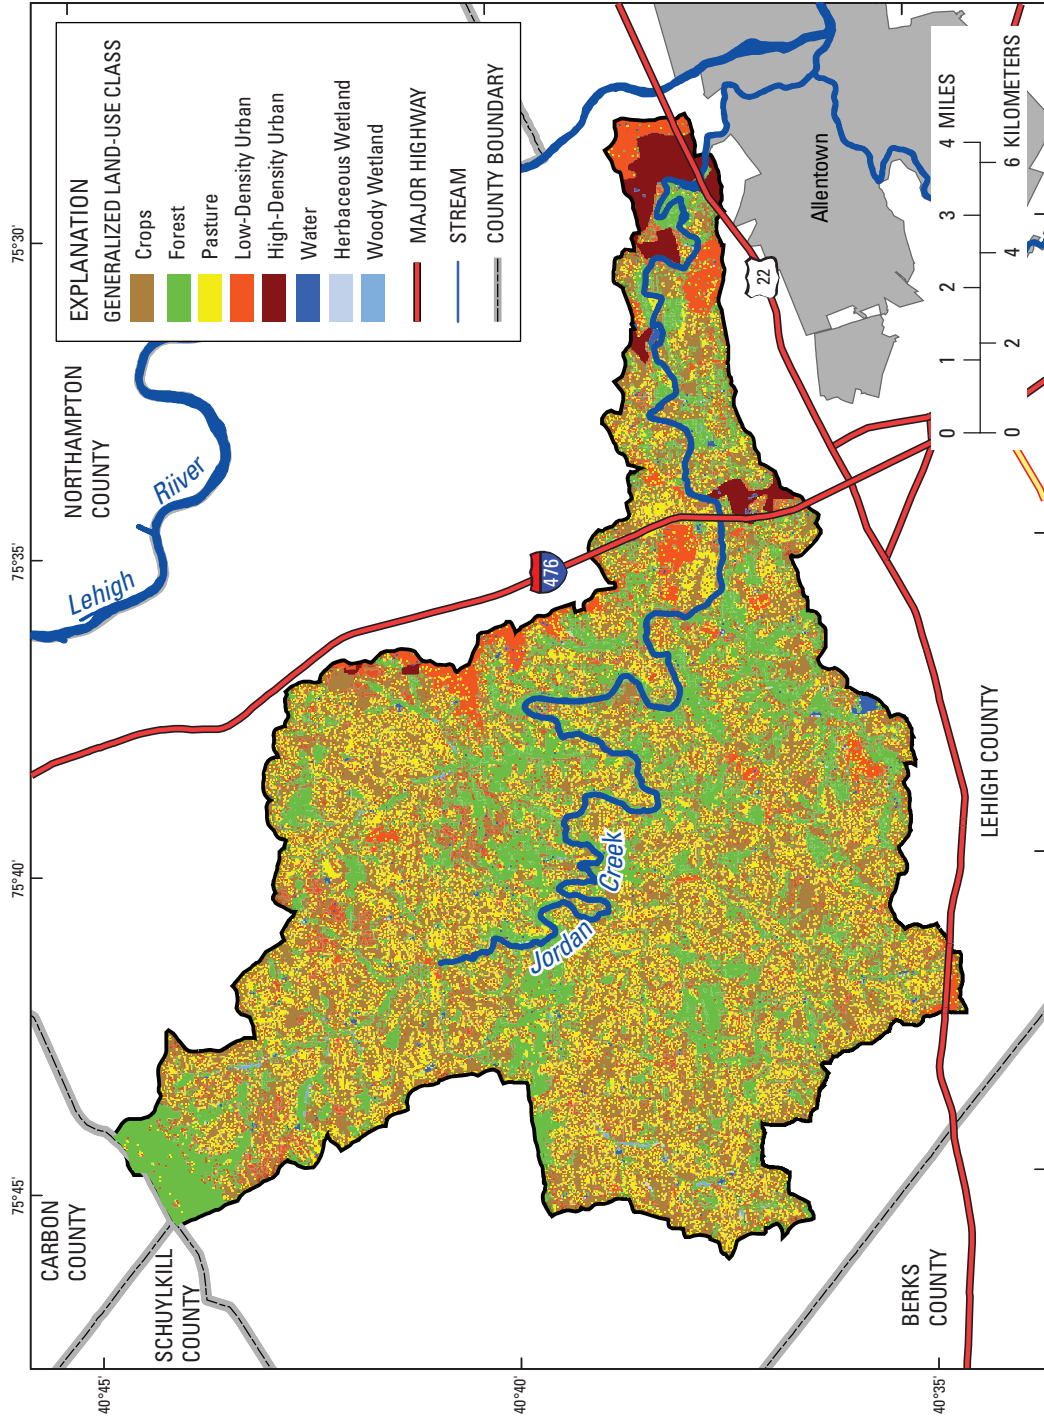 EXPLANATION
GENERALIZED LAND-USE CLASS
Crops
Forest
Pasture
Low-Density Urban
High-Density Urban
Water
Herbaceous Wetland
Woody Wetland
MAJOR HIGHWAY
STREAM
COUNTY BOUNDARY
75°45'
75°40'
75°35'
75°30'
40°45'
40°40'
40°35'
CARBON
COUNTY
SCHUYLKILL
COUNTY
NORTHAMPTON
COUNTY
Lehigh
Riiver
476
Jordan
Creek
22
Allentown
LEHIGH COUNTY
BERKS
COUNTY
0 1 2 3 4 MILES
0 2 4 6 KILOMETERS